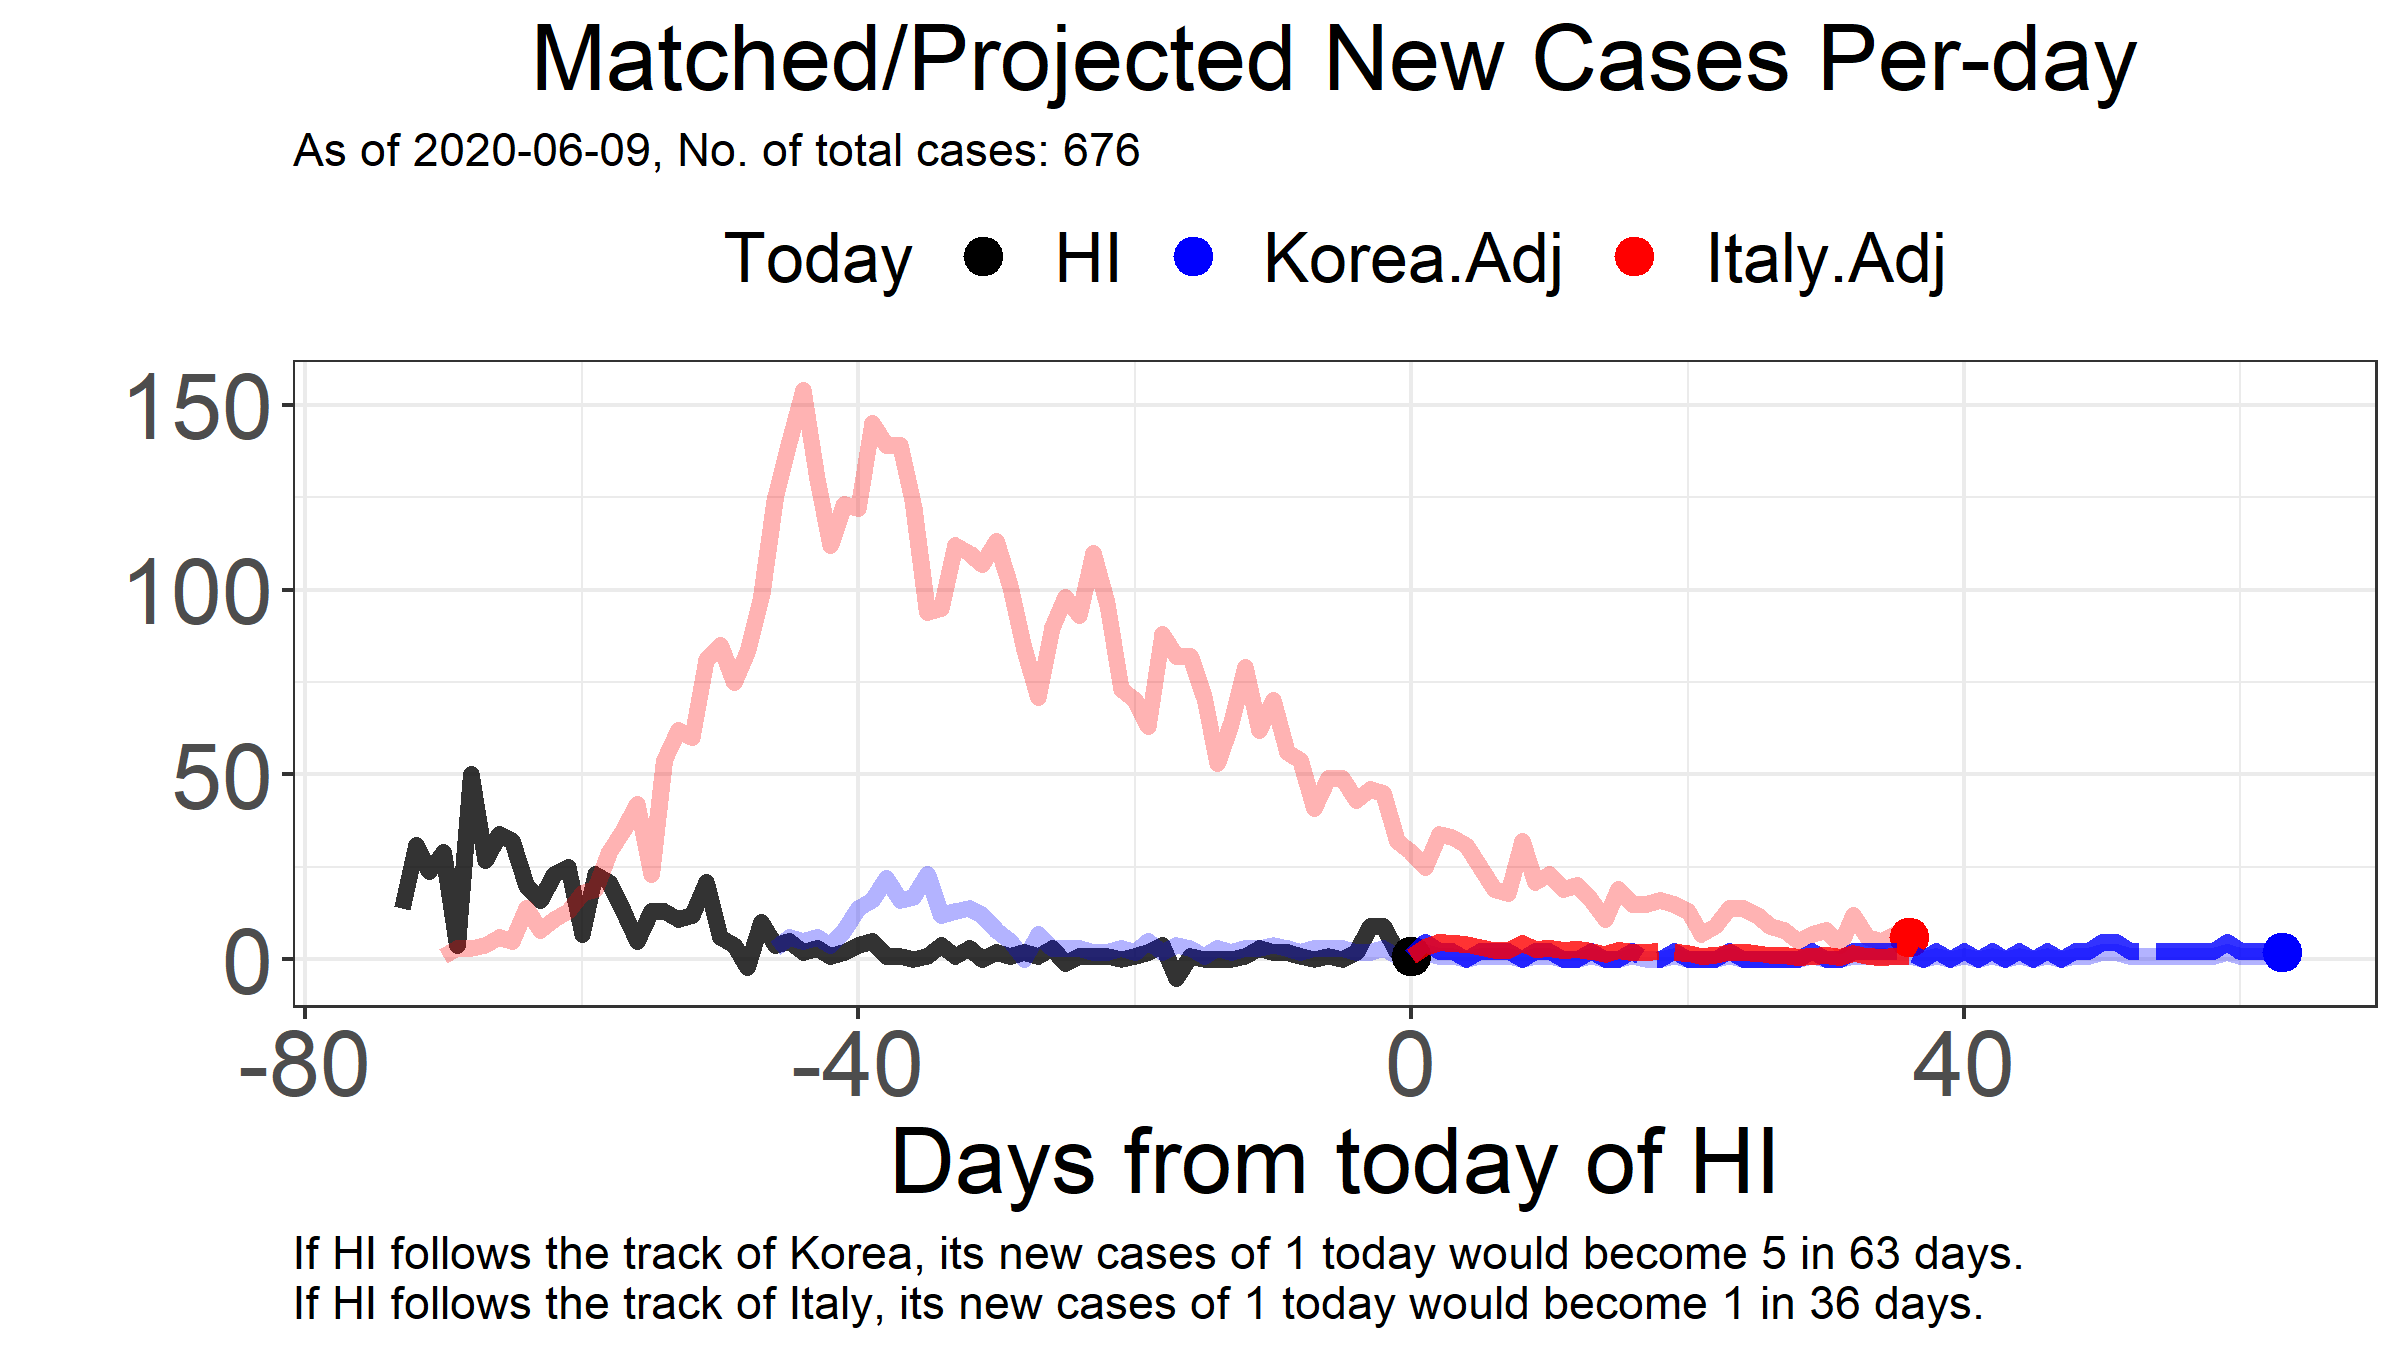 Matched/Projected New Cases Per-day
As of 2020-06-09, No. of total cases: 676
Today HI Korea.Adj Italy.Adj
150
100
50
0
-80 -40 0 40
Days from today of HI
If HI follows the track of Korea, its new cases of 1 today would become 5 in 63 days.
If HI follows the track of Italy, its new cases of 1 today would become 1 in 36 days.